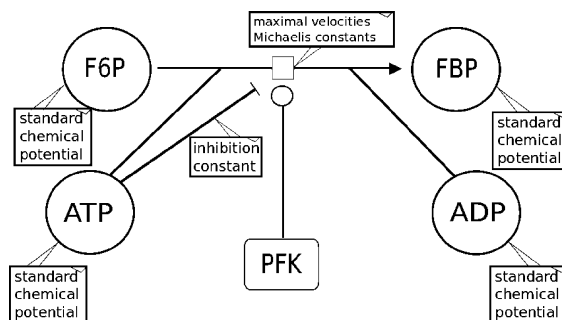 maximal velocities
Michaelis constants
F6P
FBP
standard
chemical
potential
standard
chemical
potential
inhibition
constant
ATP
ADP
PFK
standard
chemical
potential
standard
chemical
potential